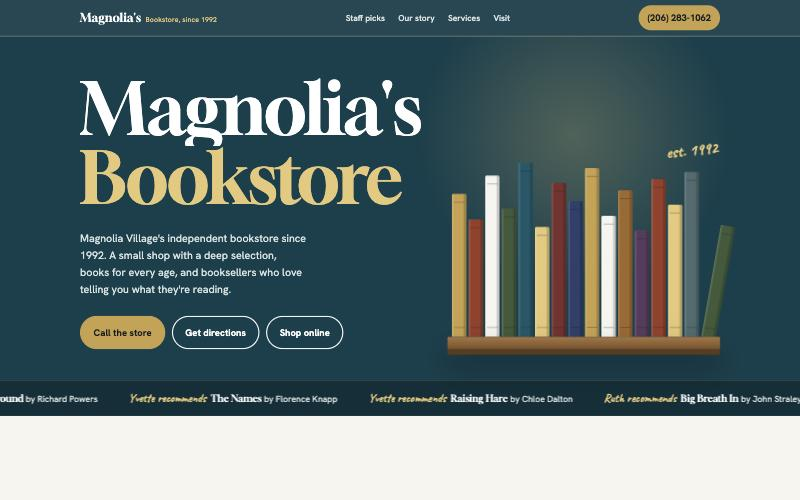 Magnolia's Bookstore, since 1992
Staff picks Our story Services Visit
(206) 283-1062
Magnolia's
Bookstore
est. 1992
Magnolia Village's independent bookstore since
1992. A small shop with a deep selection,
books for every age, and booksellers who love
telling you what they're reading.
Call the store Get directions Shop online
ound by Richard Powers Yvette recommends The Names by Florence Knapp Yvette recommends Raising Hare by Chloe Dalton Ruth recommends Big Breath In by John Straley